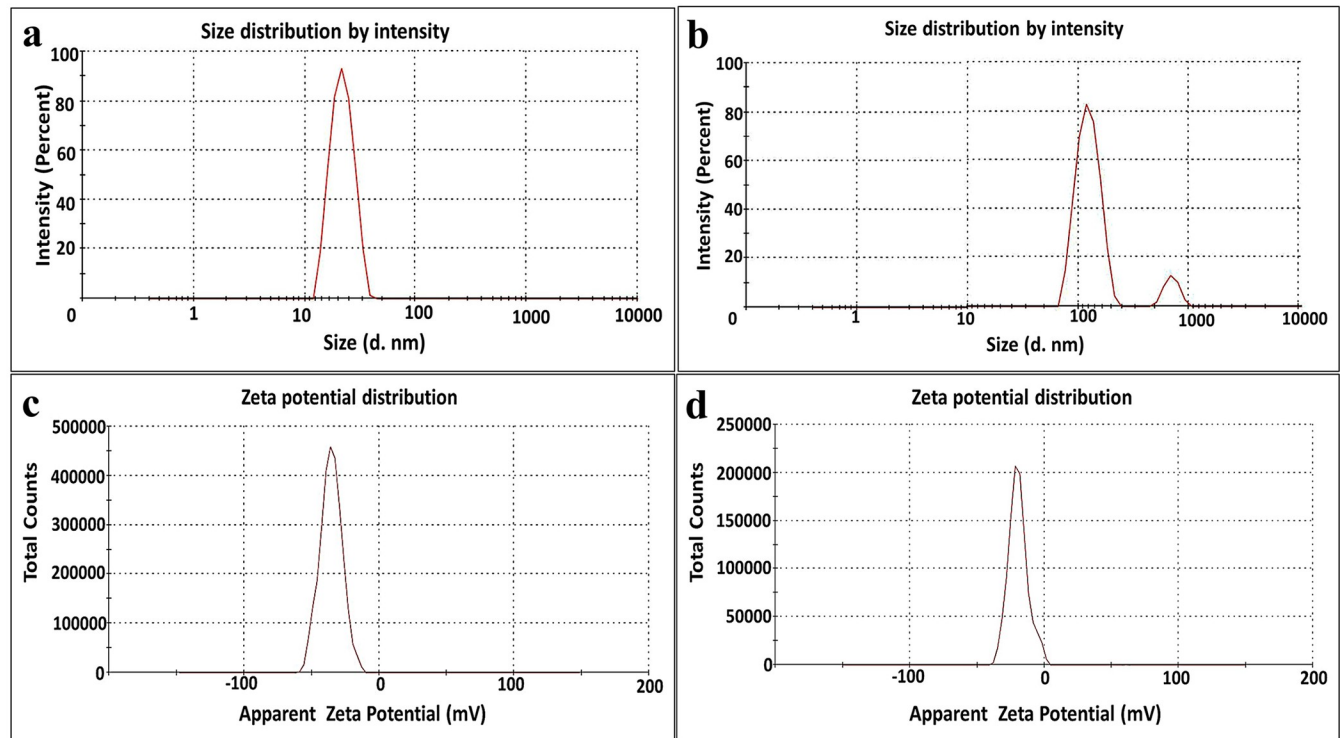 a
Size distribution by intensity
Intensity (Percent)
100
80
60
40
20
0
1
10
100
1000
10000
Size (d. nm)
b
Size distribution by intensity
Intensity (Percent)
100
80
60
40
20
0
1
10
100
1000
10000
Size (d. nm)
c
Zeta potential distribution
Total Counts
500000
400000
300000
200000
100000
0
-100
0
100
200
Apparent Zeta Potential (mV)
d
Zeta potential distribution
Total Counts
250000
200000
150000
100000
50000
0
-100
0
100
200
Apparent Zeta Potential (mV)